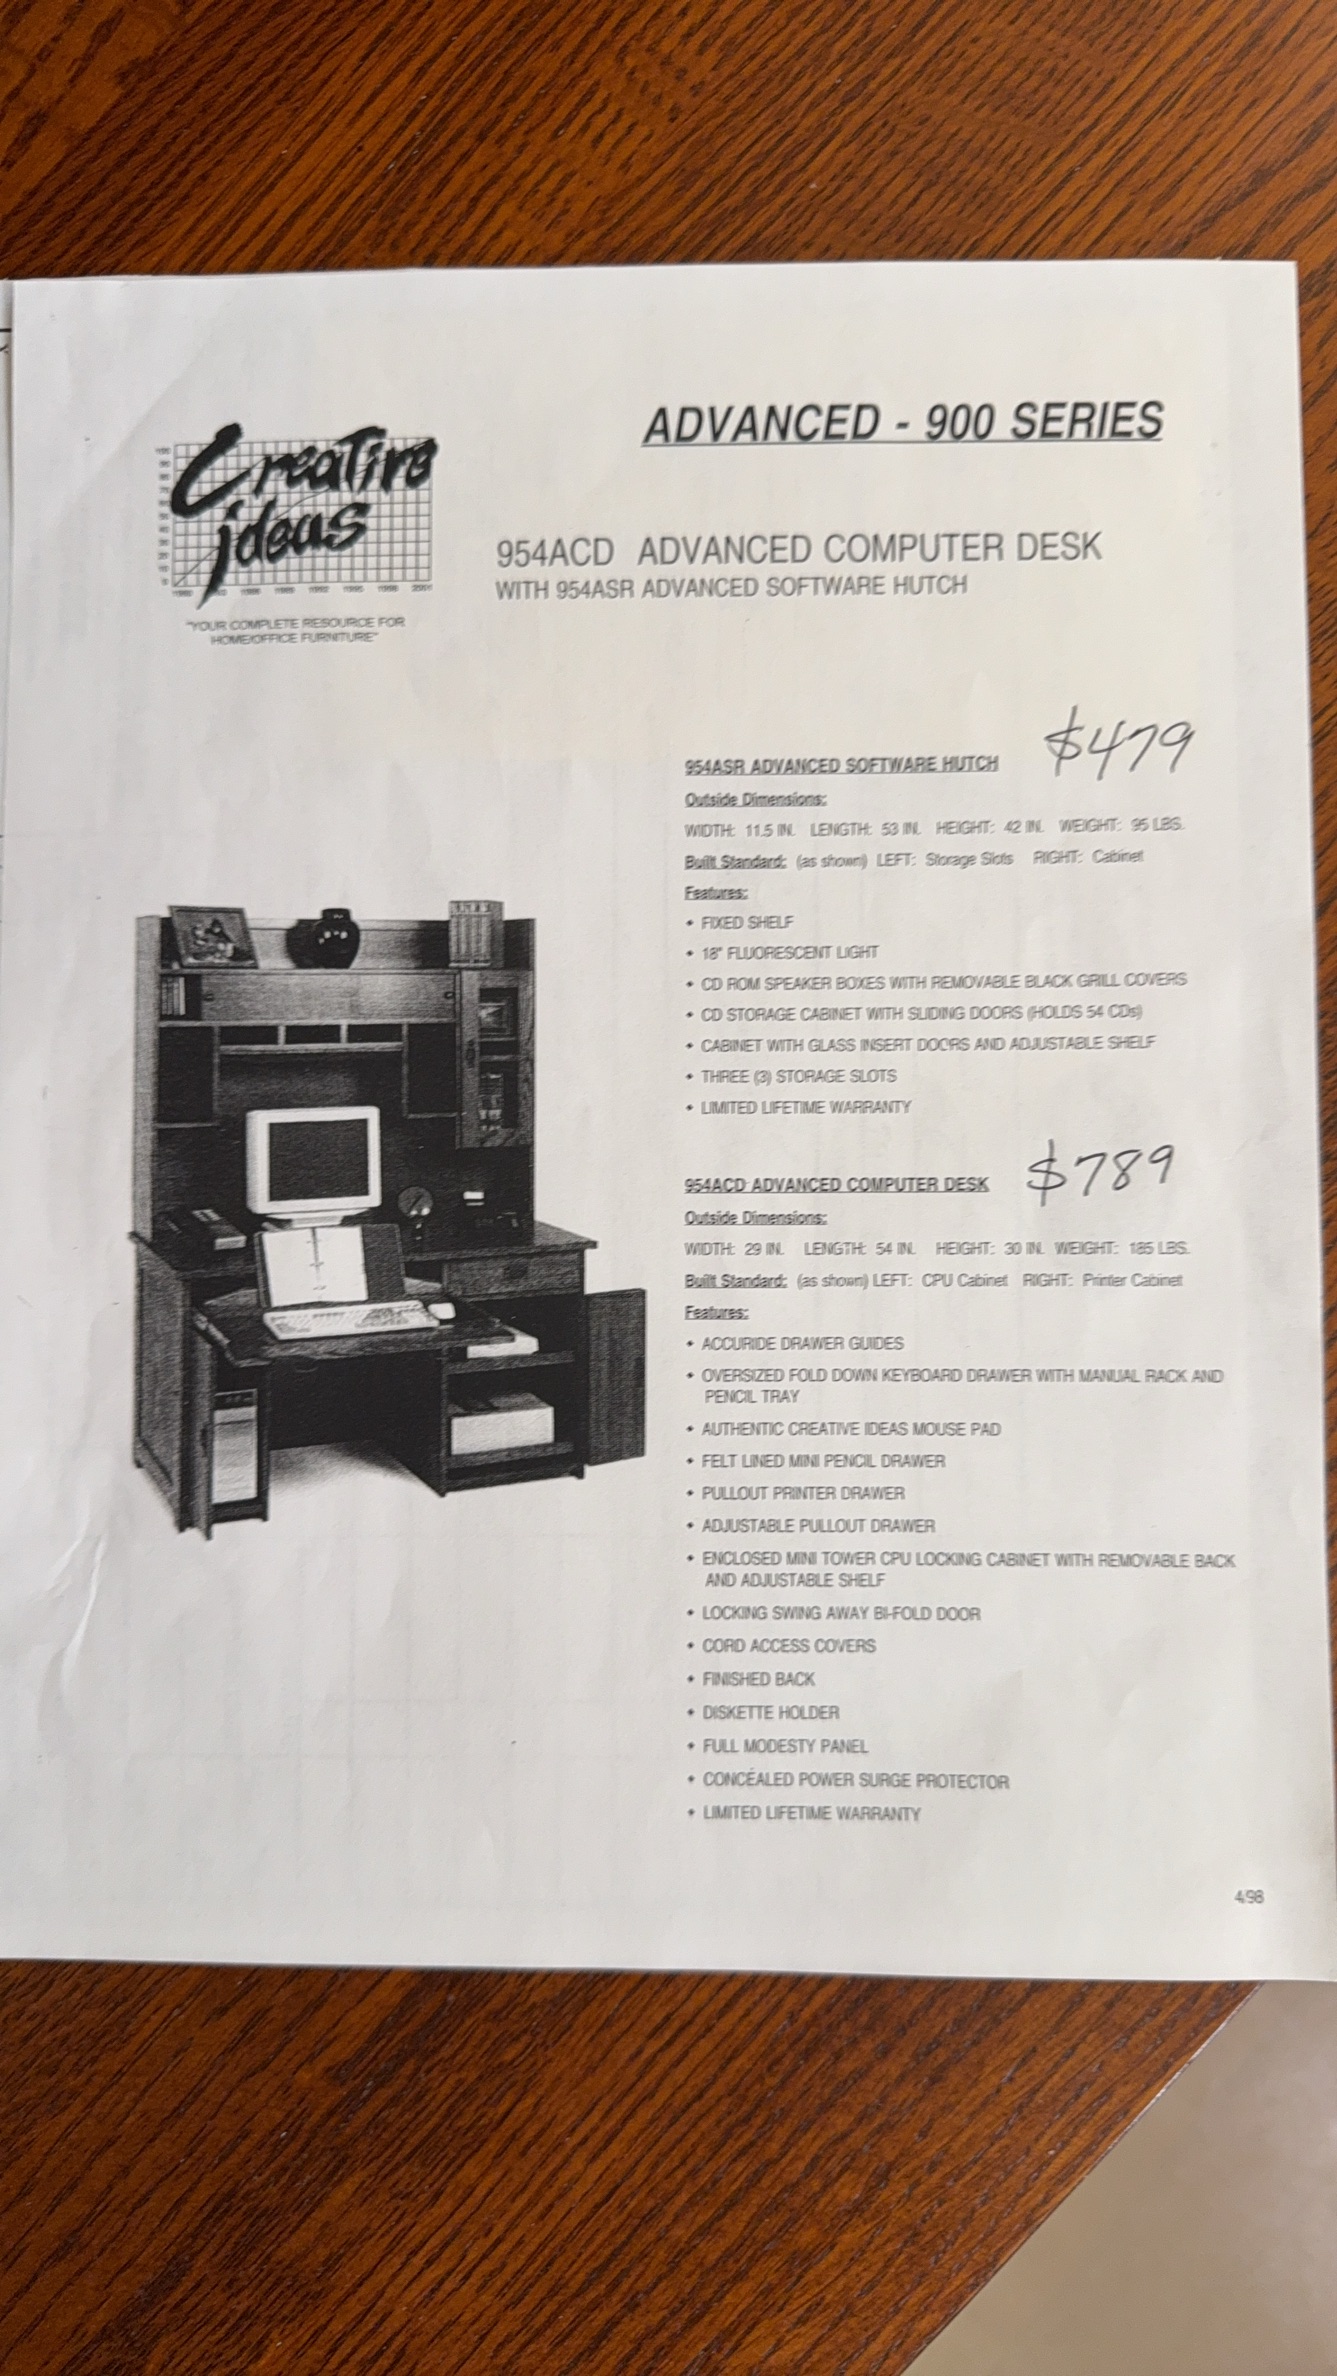 ADVANCED - 900 SERIES
Creative
ideas
"YOUR COMPLETE RESOURCE FOR
HOME/OFFICE FURNITURE"
954ACD ADVANCED COMPUTER DESK
WITH 954ASR ADVANCED SOFTWARE HUTCH
$479
954ASR ADVANCED SOFTWARE HUTCH
Outside Dimensions:
WIDTH: 11.5 IN. LENGTH: 53 IN. HEIGHT: 42 IN. WEIGHT: 95 LBS.
Built Standard: (as shown) LEFT: Storage Slots RIGHT: Cabinet
Features:
• FIXED SHELF
• 18" FLUORESCENT LIGHT
• CD ROM SPEAKER BOXES WITH REMOVABLE BLACK GRILL COVERS
• CD STORAGE CABINET WITH SLIDING DOORS (HOLDS 54 CDs)
• CABINET WITH GLASS INSERT DOORS AND ADJUSTABLE SHELF
• THREE (3) STORAGE SLOTS
• LIMITED LIFETIME WARRANTY
$789
954ACD ADVANCED COMPUTER DESK
Outside Dimensions:
WIDTH: 29 IN. LENGTH: 54 IN. HEIGHT: 30 IN. WEIGHT: 185 LBS.
Built Standard: (as shown) LEFT: CPU Cabinet RIGHT: Printer Cabinet
Features:
• ACCURIDE DRAWER GUIDES
• OVERSIZED FOLD DOWN KEYBOARD DRAWER WITH MANUAL RACK AND
PENCIL TRAY
• AUTHENTIC CREATIVE IDEAS MOUSE PAD
• FELT LINED MINI PENCIL DRAWER
• PULLOUT PRINTER DRAWER
• ADJUSTABLE PULLOUT DRAWER
• ENCLOSED MINI TOWER CPU LOCKING CABINET WITH REMOVABLE BACK
AND ADJUSTABLE SHELF
• LOCKING SWING AWAY BI-FOLD DOOR
• CORD ACCESS COVERS
• FINISHED BACK
• DISKETTE HOLDER
• FULL MODESTY PANEL
• CONCEALED POWER SURGE PROTECTOR
• LIMITED LIFETIME WARRANTY
4/98